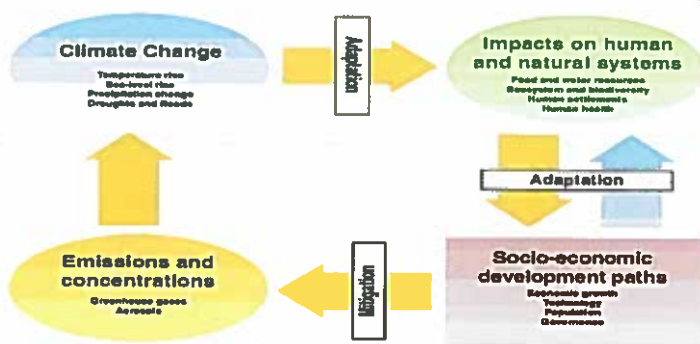 Climate Change
Temperature rise
Sea-level rise
Precipitation change
Droughts and floods
Adaptation
Impacts on human
and natural systems
Food and water resources
Ecosystem and biodiversity
Human settlements
Human health
Adaptation
Emissions and
concentrations
Greenhouse gases
Aerosols
Mitigation
Socio-economic
development paths
Economic growth
Technology
Population
Governance